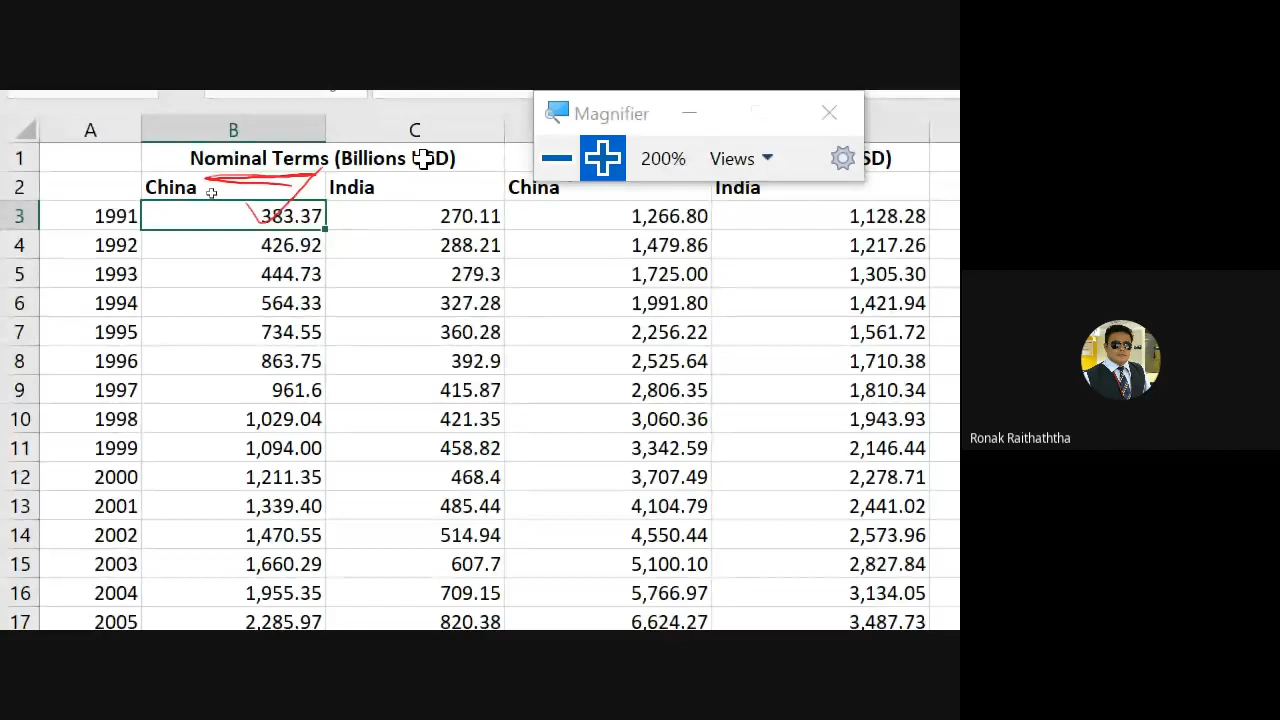 Magnifier
200% Views
A B C
1 Nominal Terms (Billions USD) SD)
2 China India China India
3 1991 383.37 270.11 1,266.80 1,128.28
4 1992 426.92 288.21 1,479.86 1,217.26
5 1993 444.73 279.3 1,725.00 1,305.30
6 1994 564.33 327.28 1,991.80 1,421.94
7 1995 734.55 360.28 2,256.22 1,561.72
8 1996 863.75 392.9 2,525.64 1,710.38
9 1997 961.6 415.87 2,806.35 1,810.34
10 1998 1,029.04 421.35 3,060.36 1,943.93
11 1999 1,094.00 458.82 3,342.59 2,146.44
12 2000 1,211.35 468.4 3,707.49 2,278.71
13 2001 1,339.40 485.44 4,104.79 2,441.02
14 2002 1,470.55 514.94 4,550.44 2,573.96
15 2003 1,660.29 607.7 5,100.10 2,827.84
16 2004 1,955.35 709.15 5,766.97 3,134.05
17 2005 2,285.97 820.38 6,624.27 3,487.73
Ronak Raithaththa